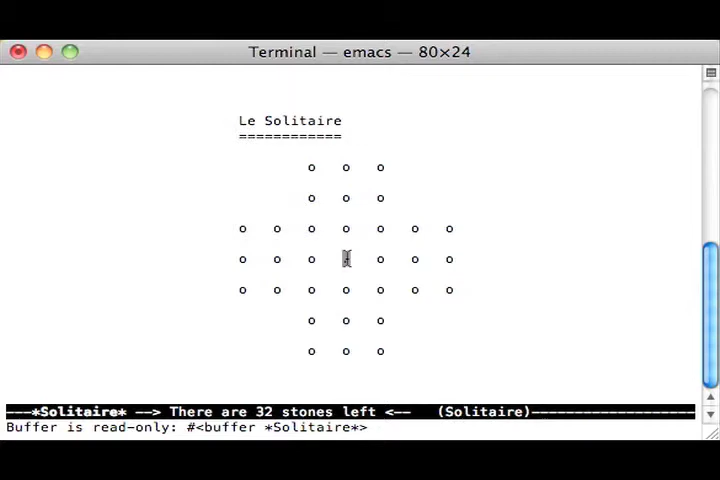 Terminal — emacs — 80×24
Le Solitaire
============
o o o
o o o
o o o o o o o
o o o . o o o
o o o o o o o
o o o
o o o
---*Solitaire* --> There are 32 stones left <-- (Solitaire)--------------------
Buffer is read-only: #<buffer *Solitaire*>